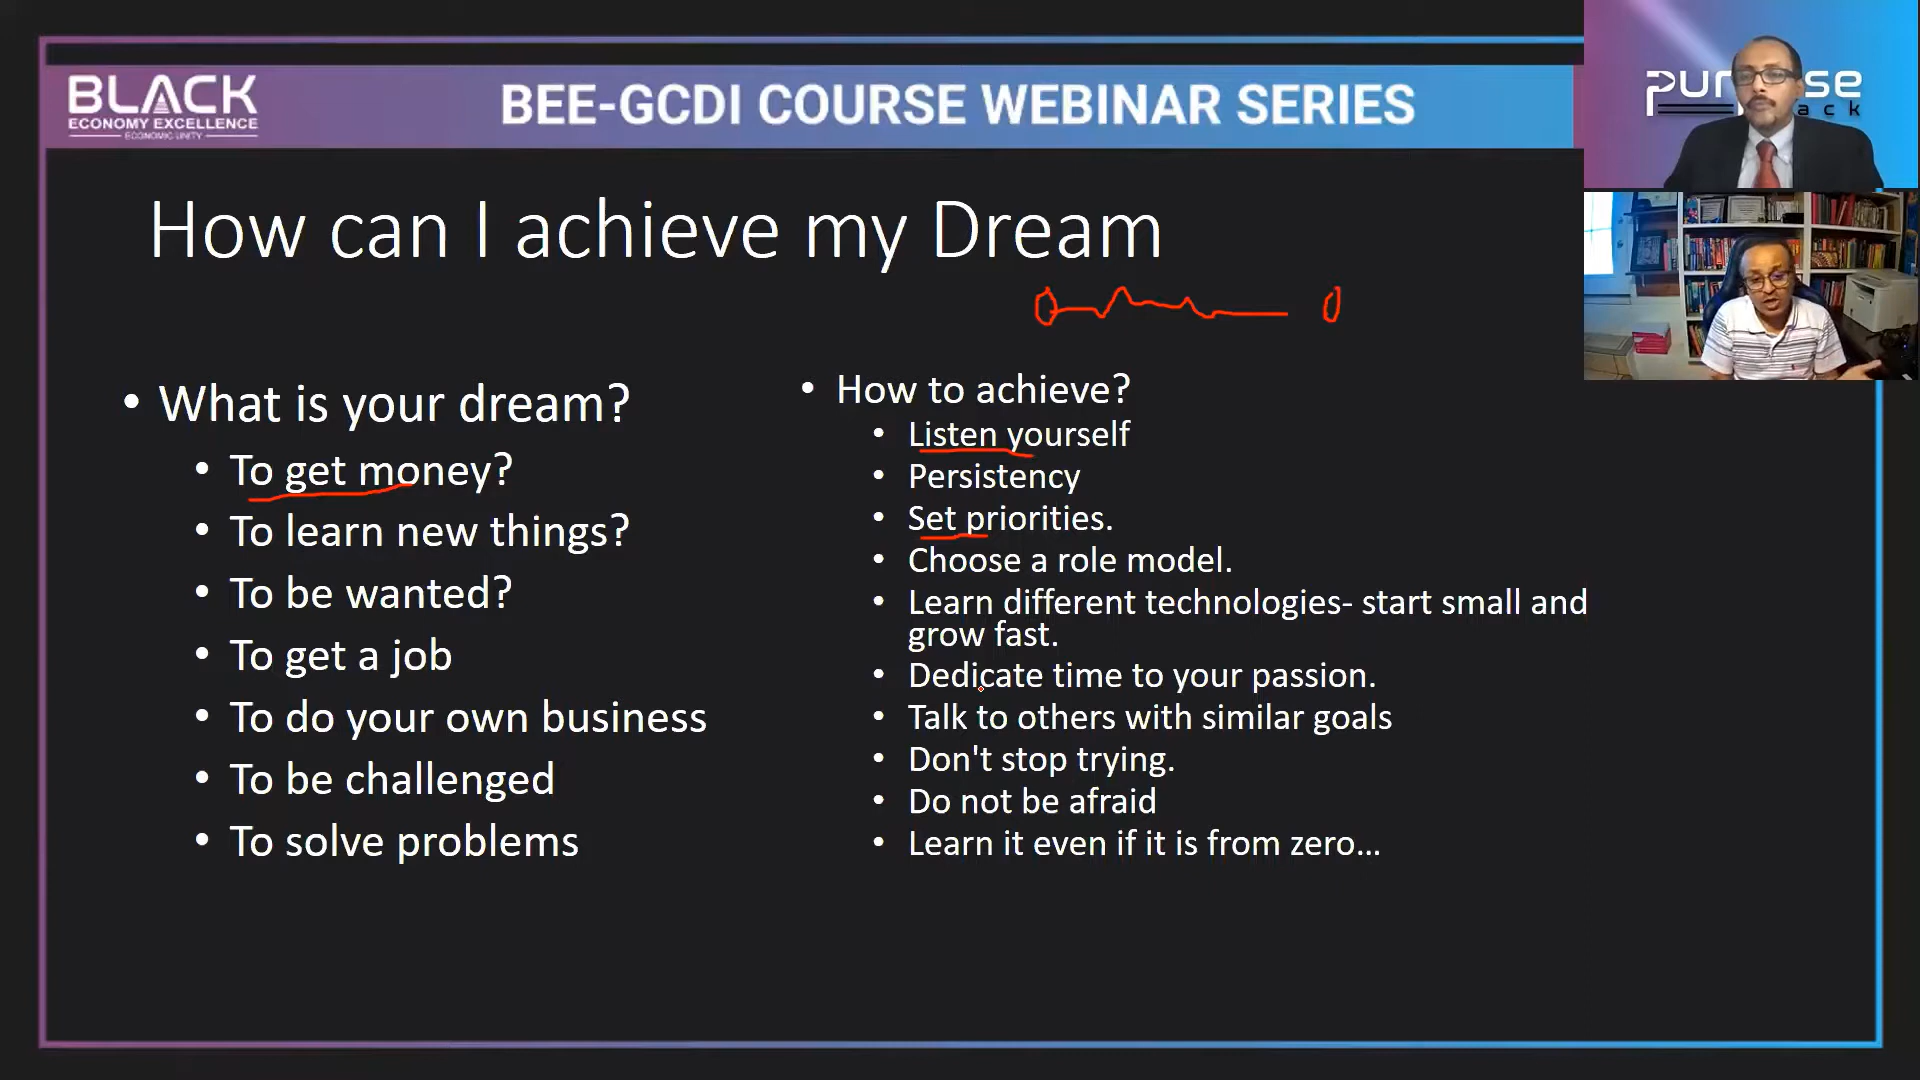 BLACK
ECONOMY EXCELLENCE
ECONOMIC UNITY
BEE-GCDI COURSE WEBINAR SERIES
How can I achieve my Dream
• What is your dream?
• To get money?
• To learn new things?
• To be wanted?
• To get a job
• To do your own business
• To be challenged
• To solve problems
• How to achieve?
• Listen yourself
• Persistency
• Set priorities.
• Choose a role model.
• Learn different technologies- start small and
grow fast.
• Dedicate time to your passion.
• Talk to others with similar goals
• Don't stop trying.
• Do not be afraid
• Learn it even if it is from zero...